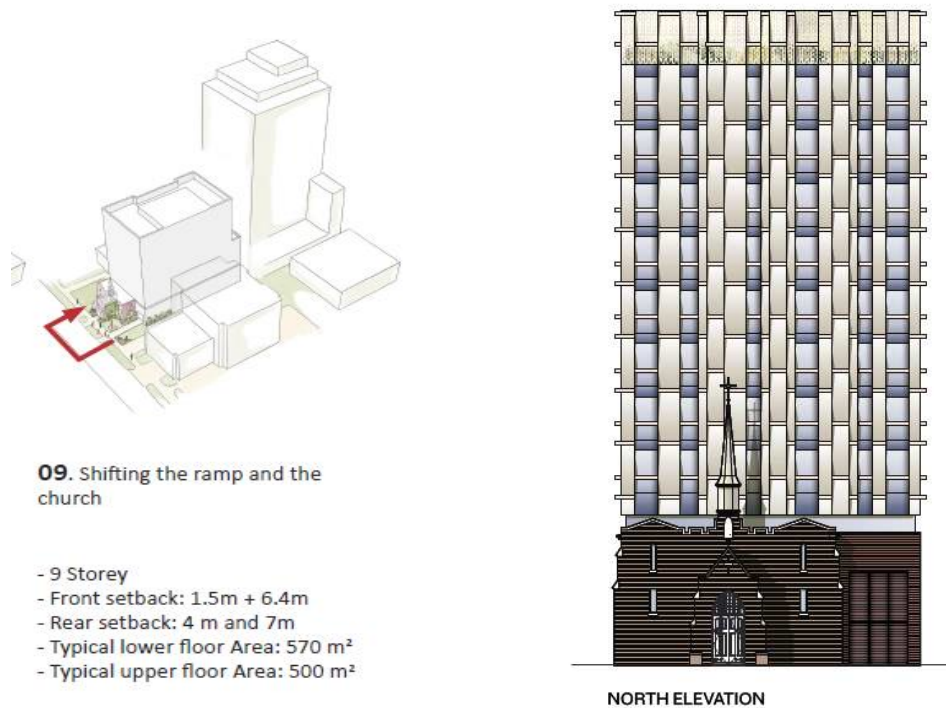 09. Shifting the ramp and the
church
- 9 Storey
- Front setback: 1.5m + 6.4m
- Rear setback: 4 m and 7m
- Typical lower floor Area: 570 m²
- Typical upper floor Area: 500 m²
NORTH ELEVATION